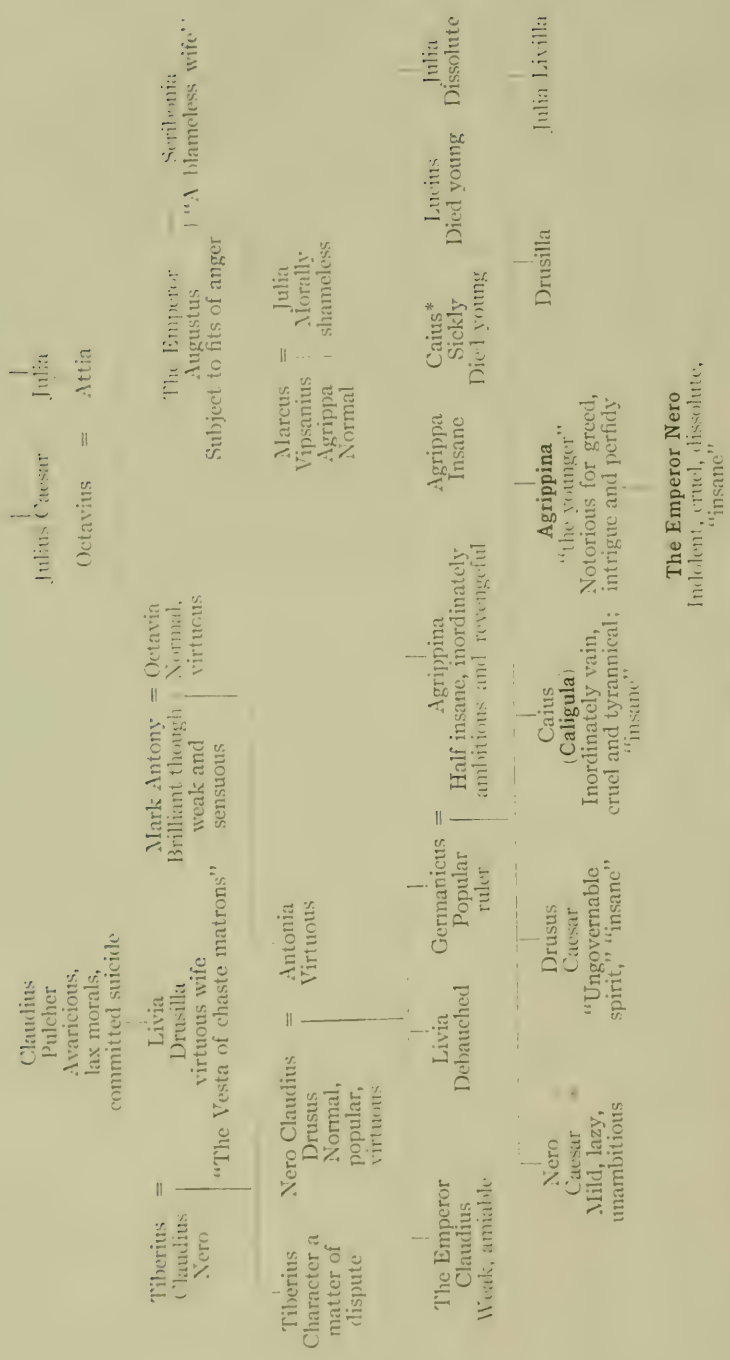 Claudius
Pulcher
Avaricious,
lax morals,
committed suicide
Julius Caesar
Julia
Octavius = Attia
Tiberius
Claudius
Nero
=
Livia
Drusilla
virtuous wife
"The Vesta of chaste matrons"
Mark Antony
Brilliant though
weak and
sensuous
=
Octavia
Normal,
virtuous
The Emperor
Augustus
Subject to fits of anger
=
Scribonia
"A blameless wife"
Tiberius
Character a
matter of
dispute
Nero Claudius
Drusus
Normal,
popular,
virtuous
=
Antonia
Virtuous
Marcus
Vipsanius
Agrippa
Normal
=
Julia
Morally
shameless
The Emperor
Claudius
Weak, amiable
Livia
Debauched
Germanicus
Popular
ruler
=
Agrippina
Half insane, inordinately
ambitious and revengeful
Agrippa
Insane
Caius*
Sickly
Died young
Lucius
Died young
Julia
Dissolute
Nero
Caesar
Mild, lazy,
unambitious
Drusus
Caesar
"Ungovernable
spirit," "insane"
Caius
(Caligula)
Inordinately vain,
cruel and tyrannical;
"insane"
Agrippina
"the younger"
Notorious for greed,
intrigue and perfidy
Drusilla
Julia Livilla
The Emperor Nero
Indolent, cruel, dissolute,
"insane"